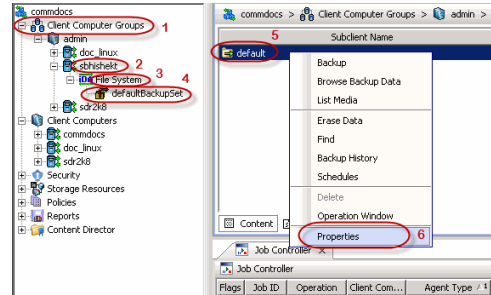 commdocs
Client Computer Groups 1
admin
doc_linux
sbhishekt 2
File System 3
defaultBackupSet 4
sdr2k8
Client Computers
commdocs
doc_linux
sdr2k8
Security
Storage Resources
Policies
Reports
Content Director
commdocs > Client Computer Groups > admin >
Subclient Name
5
default
Backup
Browse Backup Data
List Media
Erase Data
Find
Backup History
Schedules
Delete
Operation Window
Properties 6
Content
Job Controller X
Job Controller
Flags Job ID Operation Client Com... Agent Type / 1